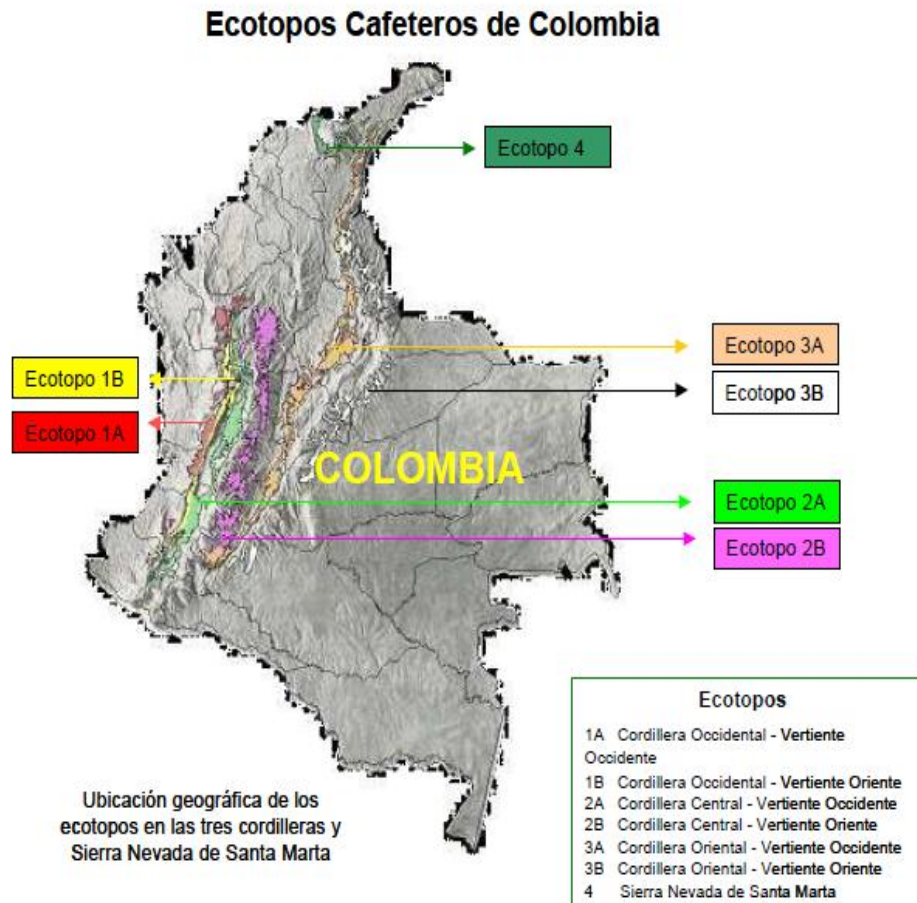 Ecotopos Cafeteros de Colombia
Ecotopo 4
Ecotopo 3A
Ecotopo 1B
Ecotopo 3B
Ecotopo 1A
COLOMBIA
Ecotopo 2A
Ecotopo 2B
Ubicación geográfica de los
ecotopos en las tres cordilleras y
Sierra Nevada de Santa Marta
Ecotopos
1A Cordillera Occidental - Vertiente
Occidente
1B Cordillera Occidental - Vertiente Oriente
2A Cordillera Central - Vertiente Occidente
2B Cordillera Central - Vertiente Oriente
3A Cordillera Oriental - Vertiente Occidente
3B Cordillera Oriental - Vertiente Oriente
4 Sierra Nevada de Santa Marta